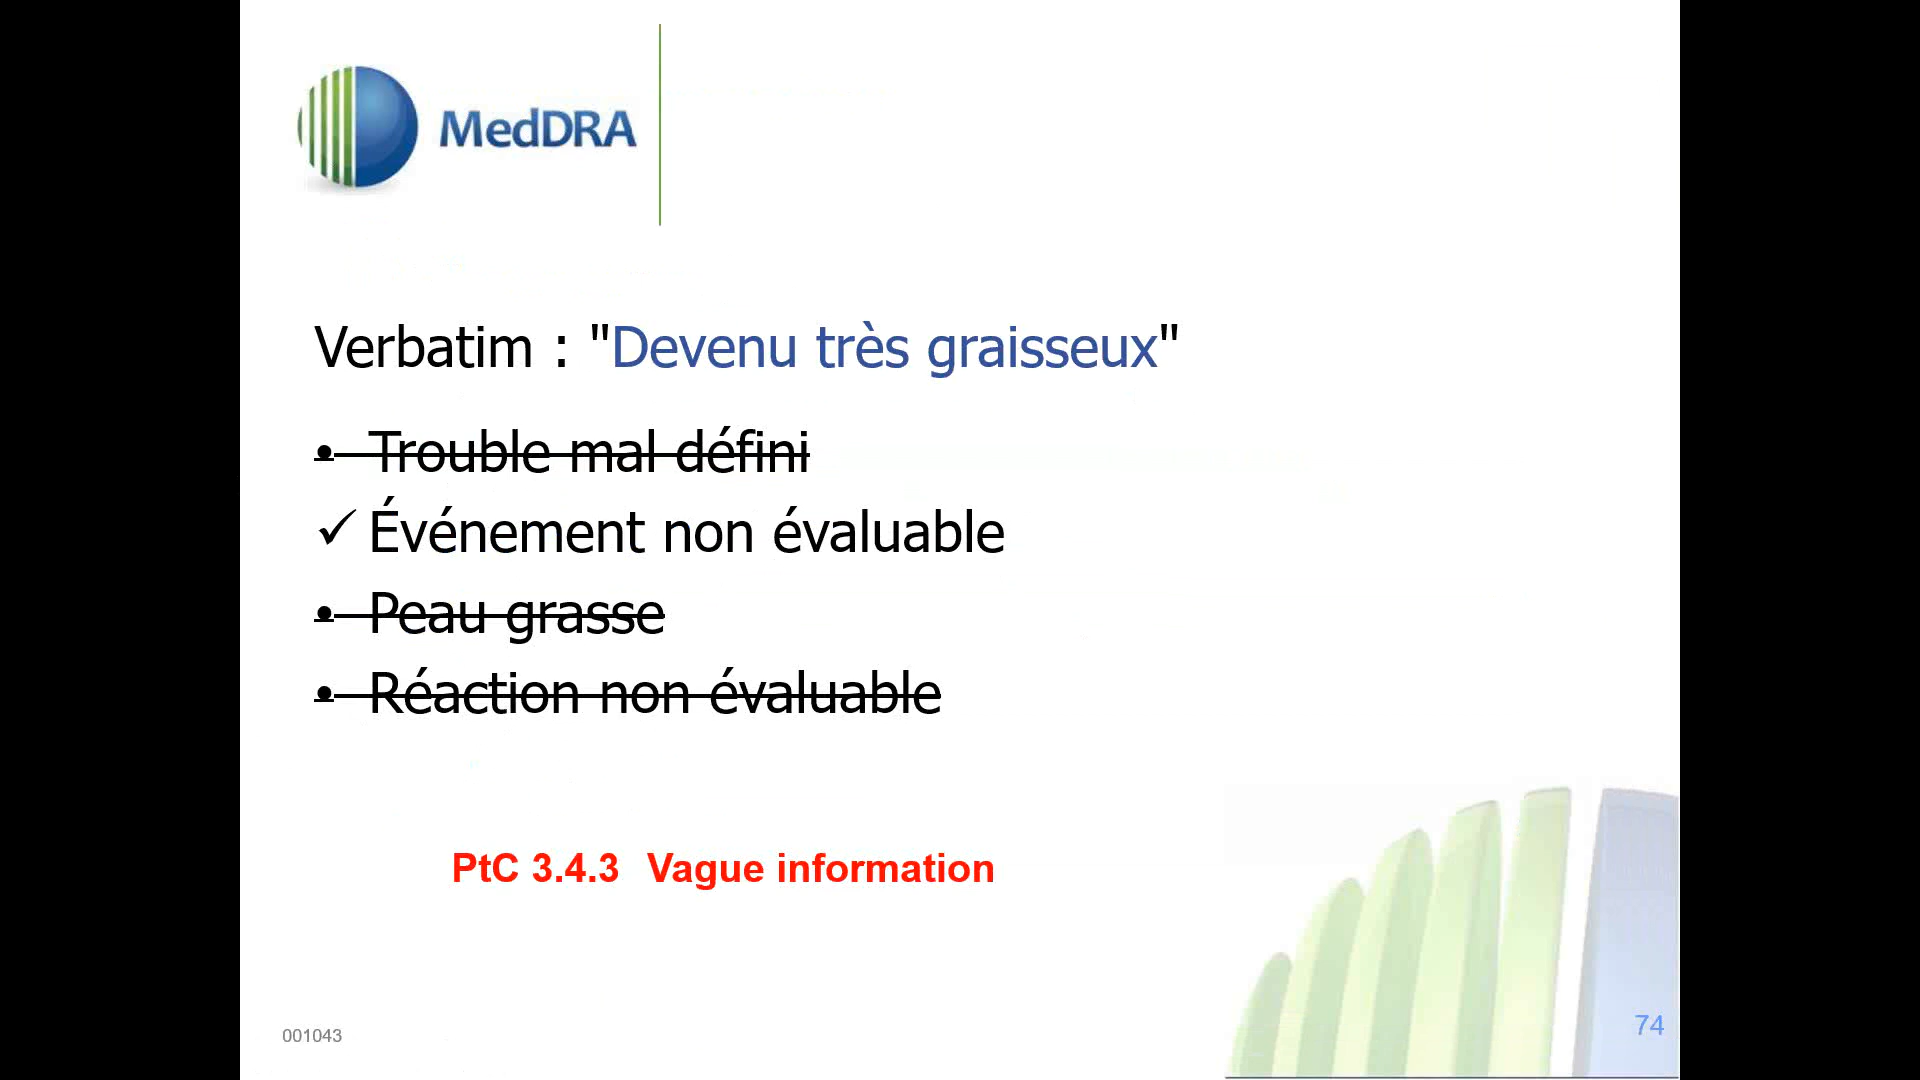 MedDRA
Verbatim : "Devenu très graisseux"
• Trouble mal défini
✓ Événement non évaluable
• Peau grasse
• Réaction non évaluable
PtC 3.4.3 Vague information
001043
74